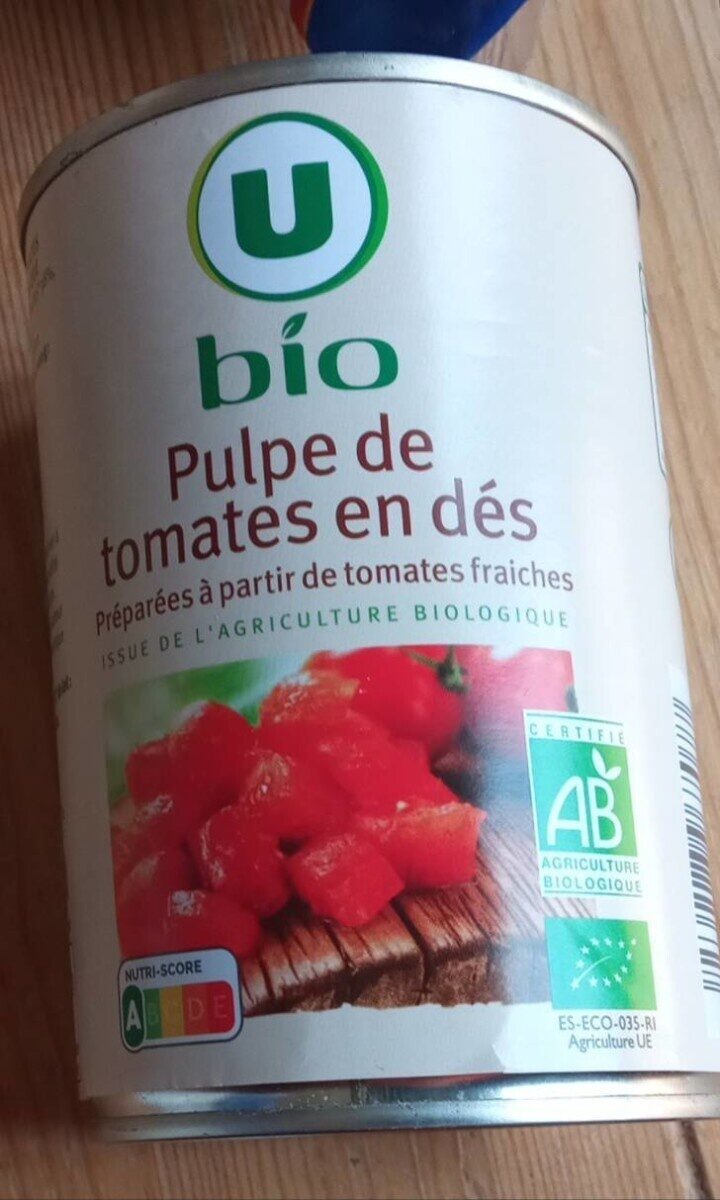 U
bio
Pulpe de
tomates en dés
Préparées à partir de tomates fraiches
ISSUE DE L'AGRICULTURE BIOLOGIQUE
CERTIFIÉ
AB
AGRICULTURE
BIOLOGIQUE
NUTRI-SCORE
A B C D E
ES-ECO-035-RI
Agriculture UE